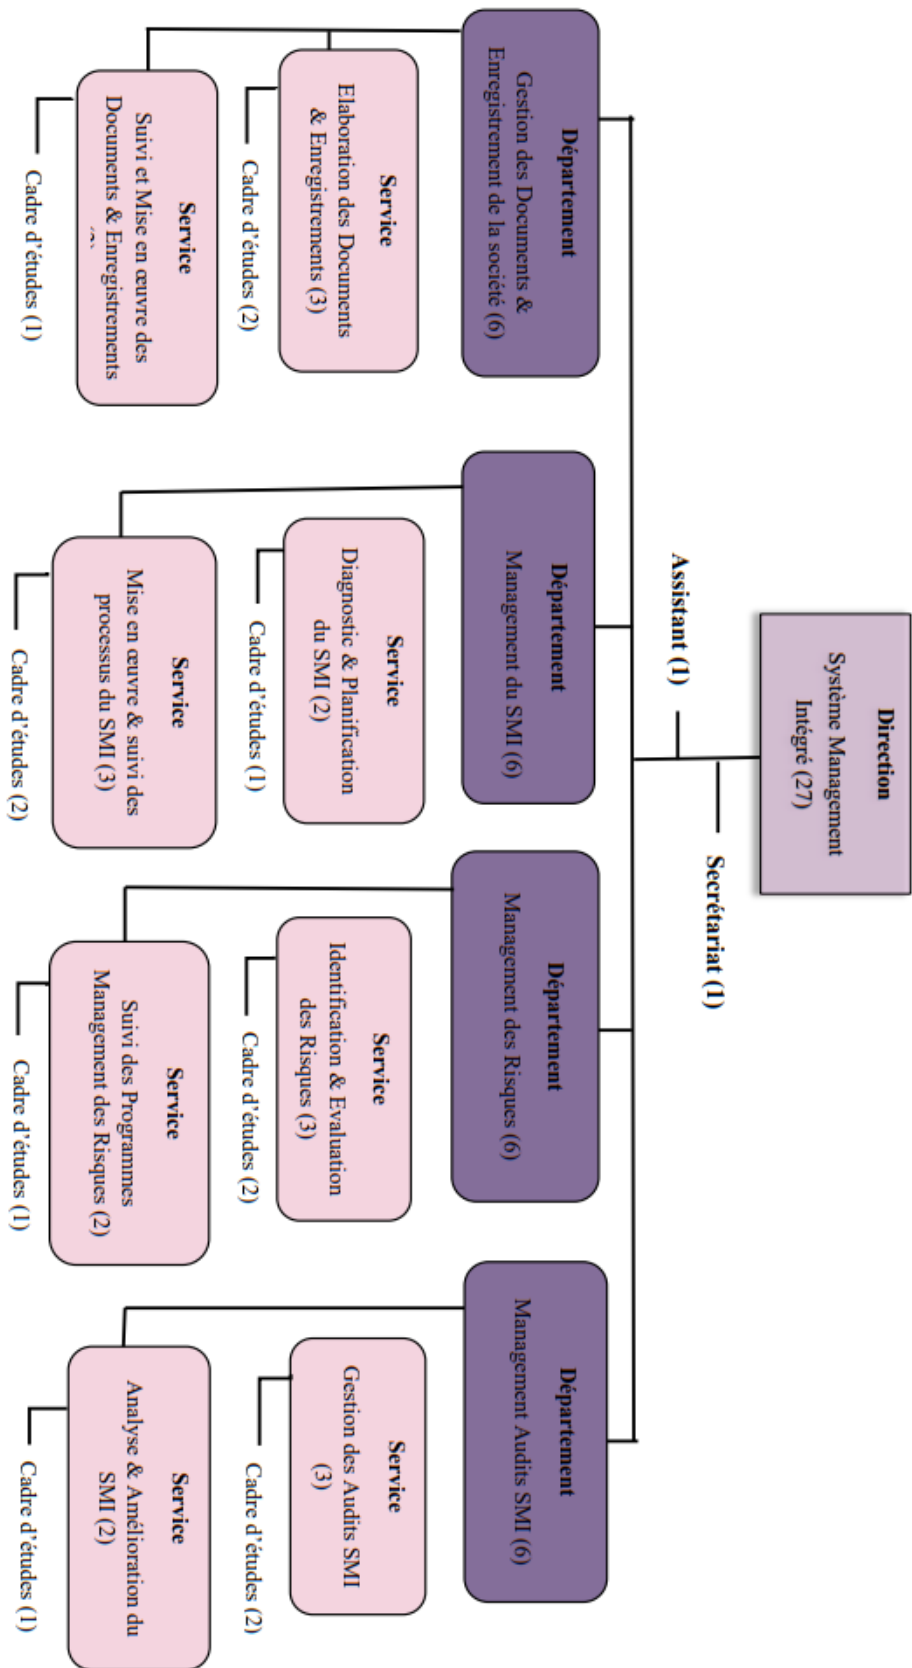 Direction
Système Management
Intégré (27)
Secrétariat (1)
Assistant (1)
Département
Gestion des Documents &
Enregistrement de la société (6)
Service
Elaboration des Documents
& Enregistrements (3)
Cadre d'études (2)
Service
Suivi et Mise en œuvre des
Documents & Enregistrements
Cadre d'études (1)
Département
Management du SMI (6)
Service
Diagnostic & Planification
du SMI (2)
Cadre d'études (1)
Service
Mise en œuvre & suivi des
processus du SMI (3)
Cadre d'études (2)
Département
Management des Risques (6)
Service
Identification & Evaluation
des Risques (3)
Cadre d'études (2)
Service
Suivi des Programmes
Management des Risques (2)
Cadre d'études (1)
Département
Management Audits SMI (6)
Service
Gestion des Audits SMI
(3)
Cadre d'études (2)
Service
Analyse & Amélioration du
SMI (2)
Cadre d'études (1)